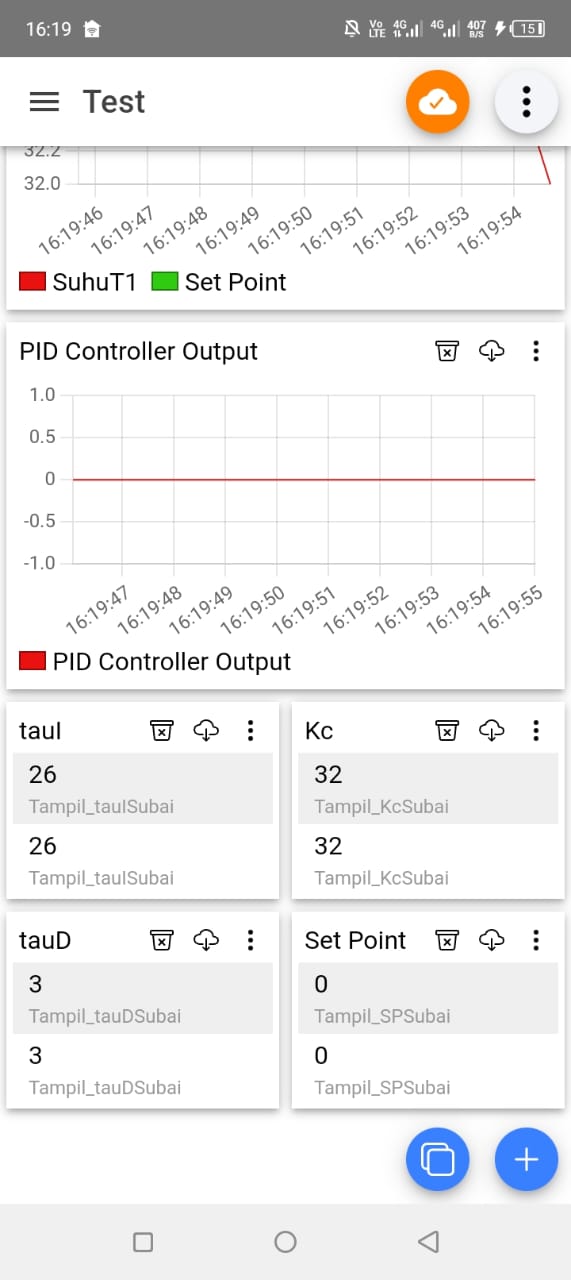 16:19 Vo LTE 4G 4G 407 B/S 15
Test
32.2
32.0
16:19:46 16:19:47 16:19:48 16:19:49 16:19:50 16:19:51 16:19:52 16:19:53 16:19:54
SuhuT1 Set Point
PID Controller Output
1.0
0.5
0
-0.5
-1.0
16:19:47 16:19:48 16:19:49 16:19:50 16:19:51 16:19:52 16:19:53 16:19:54 16:19:55
PID Controller Output
tauI
26
Tampil_tauISubai
26
Tampil_tauISubai
Kc
32
Tampil_KcSubai
32
Tampil_KcSubai
tauD
3
Tampil_tauDSubai
3
Tampil_tauDSubai
Set Point
0
Tampil_SPSubai
0
Tampil_SPSubai